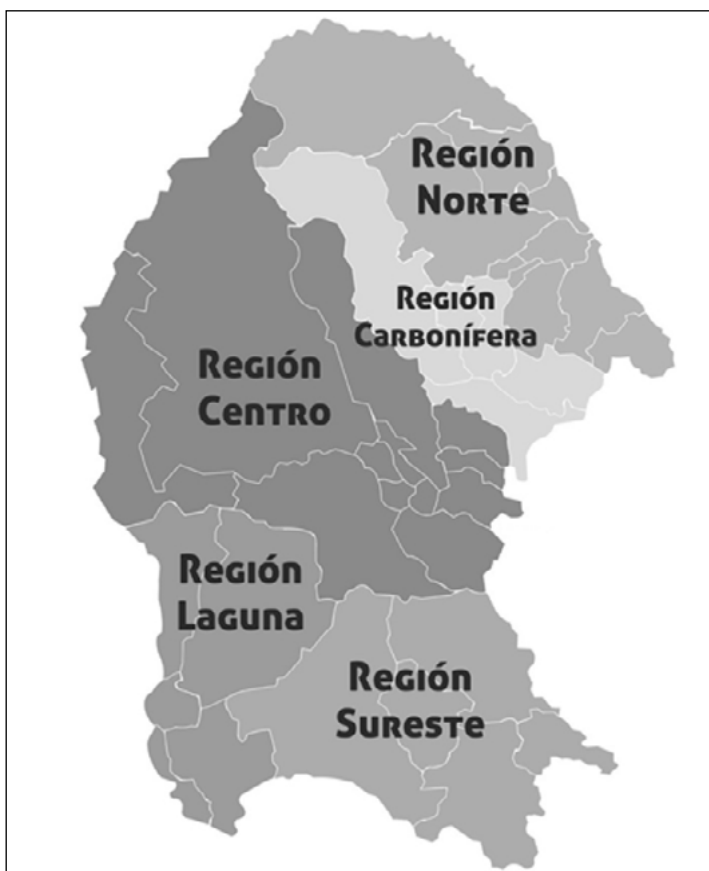 Región
Norte
Región
Carbonífera
Región
Centro
Región
Laguna
Región
Sureste